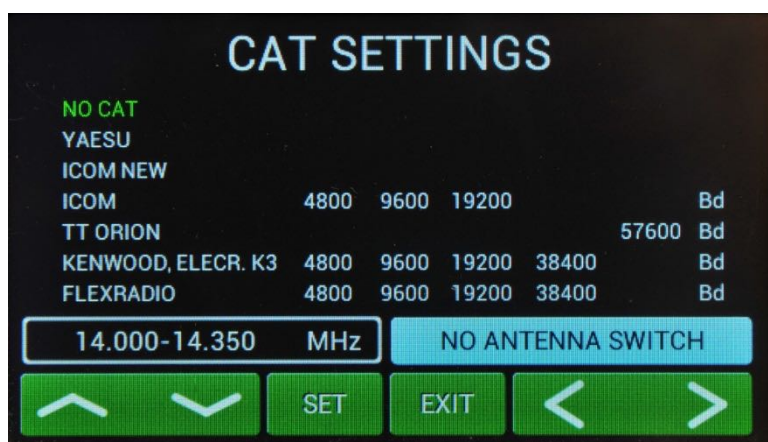 CAT SETTINGS
NO CAT
YAESU
ICOM NEW
ICOM 4800 9600 19200 Bd
TT ORION 57600 Bd
KENWOOD, ELECR. K3 4800 9600 19200 38400 Bd
FLEXRADIO 4800 9600 19200 38400 Bd
14.000-14.350 MHz NO ANTENNA SWITCH
SET EXIT